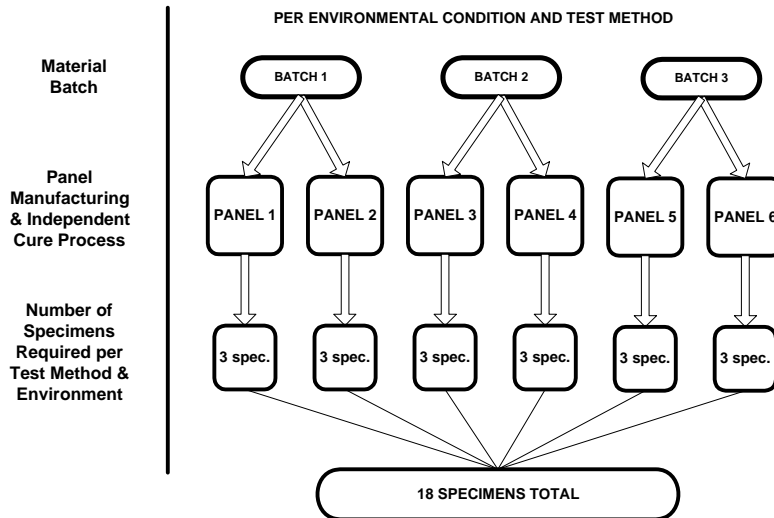 PER ENVIRONMENTAL CONDITION AND TEST METHOD
Material
Batch
BATCH 1
BATCH 2
BATCH 3
Panel
Manufacturing
& Independent
Cure Process
PANEL 1
PANEL 2
PANEL 3
PANEL 4
PANEL 5
PANEL 6
Number of
Specimens
Required per
Test Method &
Environment
3 spec.
3 spec.
3 spec.
3 spec.
3 spec.
3 spec.
18 SPECIMENS TOTAL